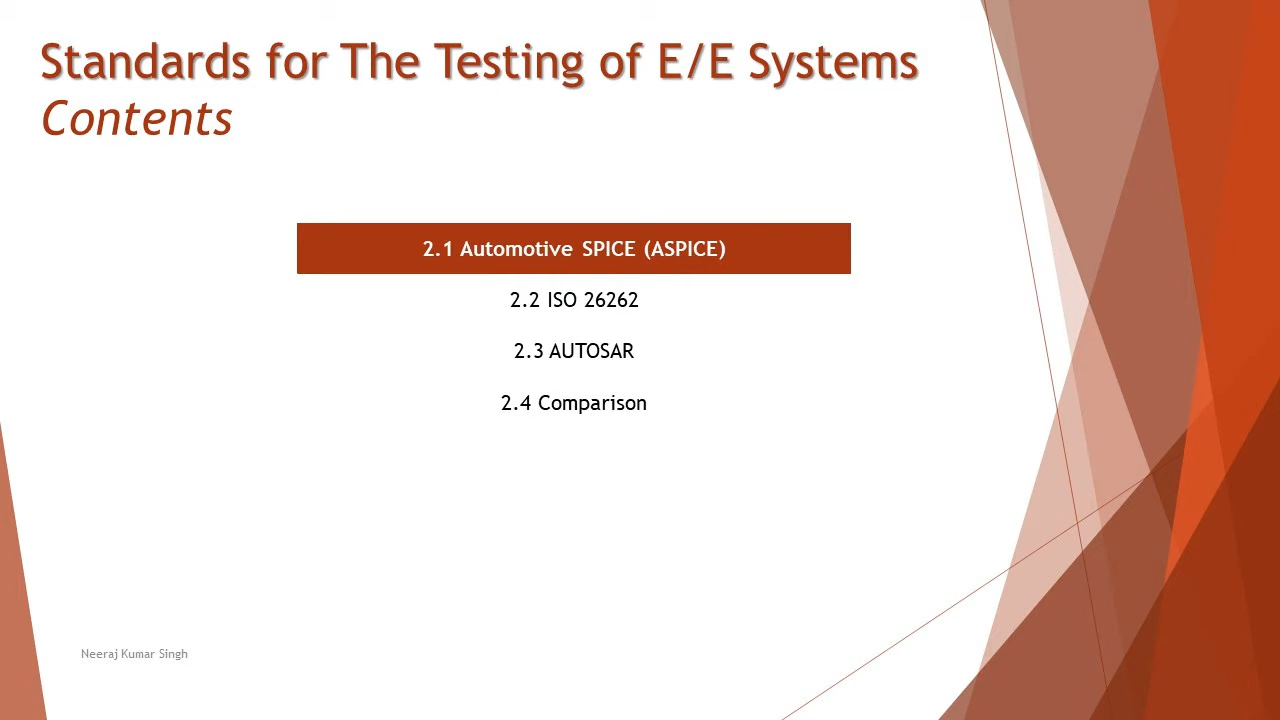 Standards for The Testing of E/E Systems
Contents
2.1 Automotive SPICE (ASPICE)
2.2 ISO 26262
2.3 AUTOSAR
2.4 Comparison
Neeraj Kumar Singh